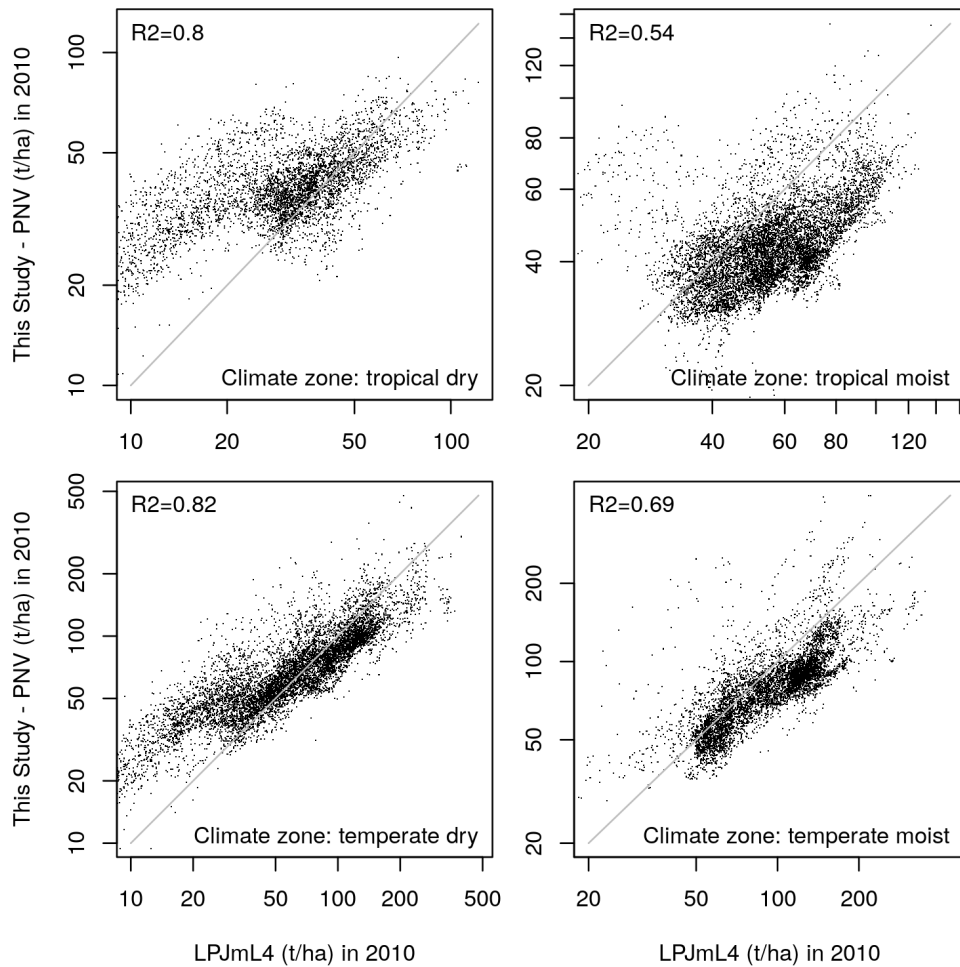 R2=0.8
Climate zone: tropical dry
This Study - PNV (t/ha) in 2010
100
50
20
10
10 20 50 100
R2=0.54
Climate zone: tropical moist
120
80
60
40
20
20 40 60 80 120
R2=0.82
Climate zone: temperate dry
This Study - PNV (t/ha) in 2010
500
200
100
50
20
10
10 20 50 100 200 500
LPJmL4 (t/ha) in 2010
R2=0.69
Climate zone: temperate moist
200
100
50
20
20 50 100 200
LPJmL4 (t/ha) in 2010